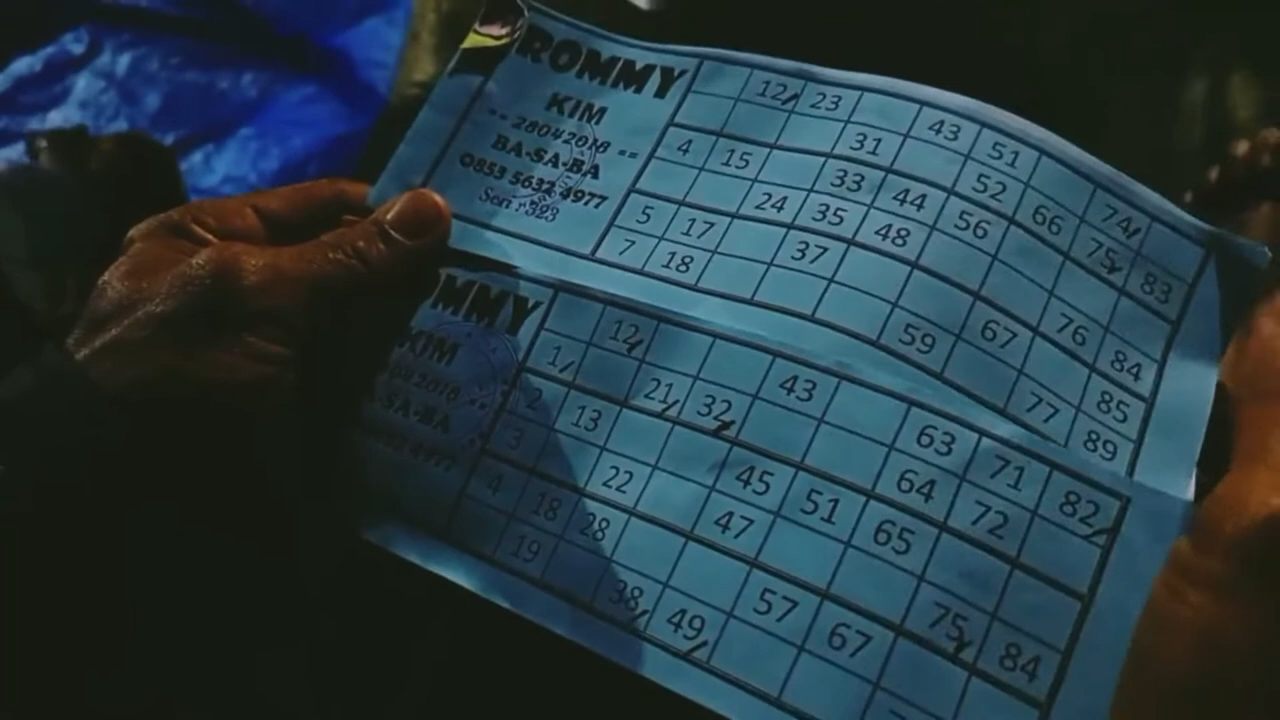 ROMMY
KIM
== 28042018 ==
BA-SA-BA
0853 5632 4977
Seri : 323
12 23 43 51 74
31 52 66 75 83
4 15 33 44 56
24 35 48 76 84
5 17 37 67 85
7 18 59 77 89
MMY
KIM
2018 ==
SA-BA
4977
12 43 63 71 82
1 21 32 64 72
2 13 45 51 65
3 22 47 75 84
4 18 28 57 67
19 38 49